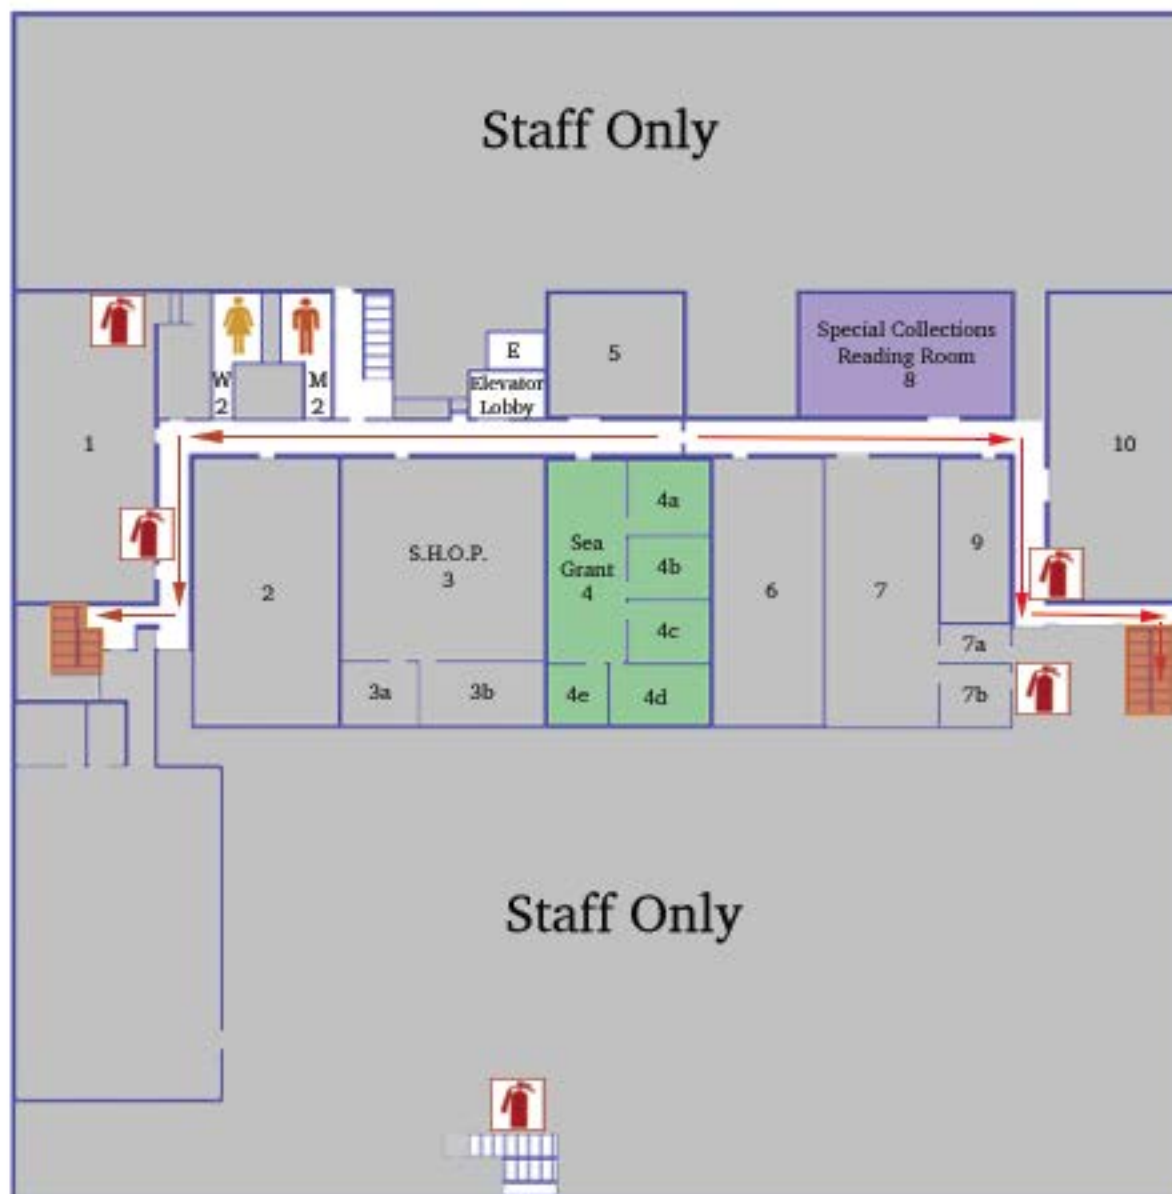 Staff Only
E
5
Special Collections
Reading Room
8
W
2
M
2
Elevator
Lobby
1
10
2
S.H.O.P.
3
Sea
Grant
4
4a
4b
4c
4e
4d
3a
3b
6
7
9
7a
7b
Staff Only